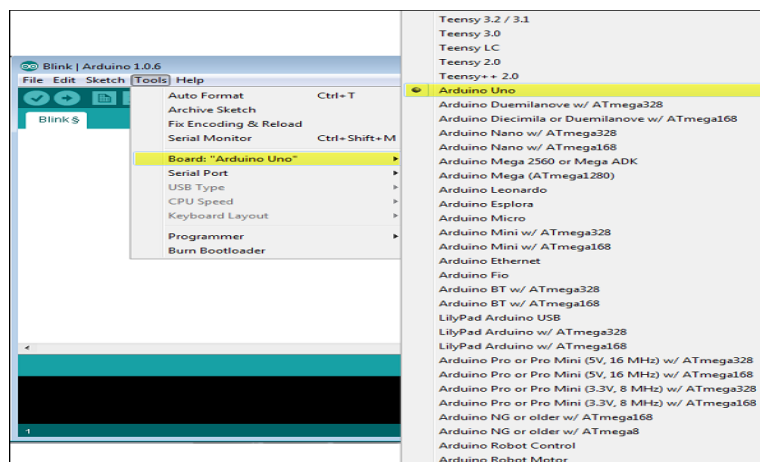 Blink | Arduino 1.0.6
File Edit Sketch Tools Help
Blink §
Auto Format Ctrl+T
Archive Sketch
Fix Encoding & Reload
Serial Monitor Ctrl+Shift+M
Board: "Arduino Uno"
Serial Port
USB Type
CPU Speed
Keyboard Layout
Programmer
Burn Bootloader
1
Teensy 3.2 / 3.1
Teensy 3.0
Teensy LC
Teensy 2.0
Teensy++ 2.0
Arduino Uno
Arduino Duemilanove w/ ATmega328
Arduino Diecimila or Duemilanove w/ ATmega168
Arduino Nano w/ ATmega328
Arduino Nano w/ ATmega168
Arduino Mega 2560 or Mega ADK
Arduino Mega (ATmega1280)
Arduino Leonardo
Arduino Esplora
Arduino Micro
Arduino Mini w/ ATmega328
Arduino Mini w/ ATmega168
Arduino Ethernet
Arduino Fio
Arduino BT w/ ATmega328
Arduino BT w/ ATmega168
LilyPad Arduino USB
LilyPad Arduino w/ ATmega328
LilyPad Arduino w/ ATmega168
Arduino Pro or Pro Mini (5V, 16 MHz) w/ ATmega328
Arduino Pro or Pro Mini (5V, 16 MHz) w/ ATmega168
Arduino Pro or Pro Mini (3.3V, 8 MHz) w/ ATmega328
Arduino Pro or Pro Mini (3.3V, 8 MHz) w/ ATmega168
Arduino NG or older w/ ATmega168
Arduino NG or older w/ ATmega8
Arduino Robot Control
Arduino Robot Motor